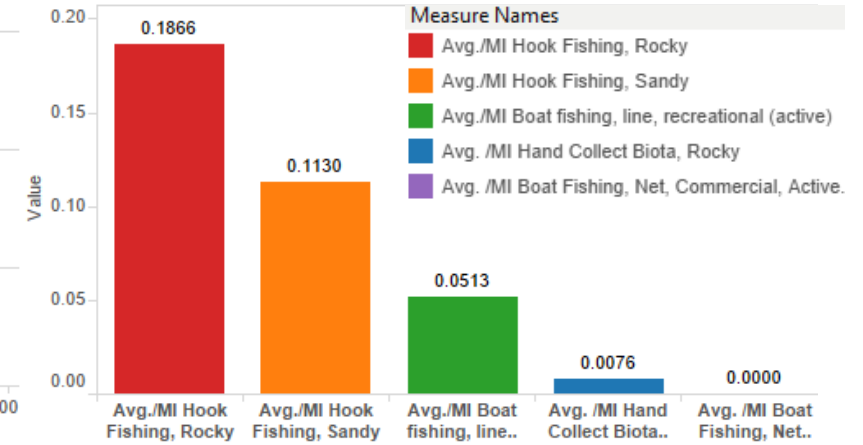 Measure Names
Avg./MI Hook Fishing, Rocky
Avg./MI Hook Fishing, Sandy
Avg./MI Boat fishing, line, recreational (active)
Avg. /MI Hand Collect Biota, Rocky
Avg. /MI Boat Fishing, Net, Commercial, Active.
Value
0.20
0.15
0.10
0.05
0.00
0.1866
0.1130
0.0513
0.0076
0.0000
00
Avg./MI Hook
Fishing, Rocky
Avg./MI Hook
Fishing, Sandy
Avg./MI Boat
fishing, line..
Avg. /MI Hand
Collect Biota..
Avg. /MI Boat
Fishing, Net..